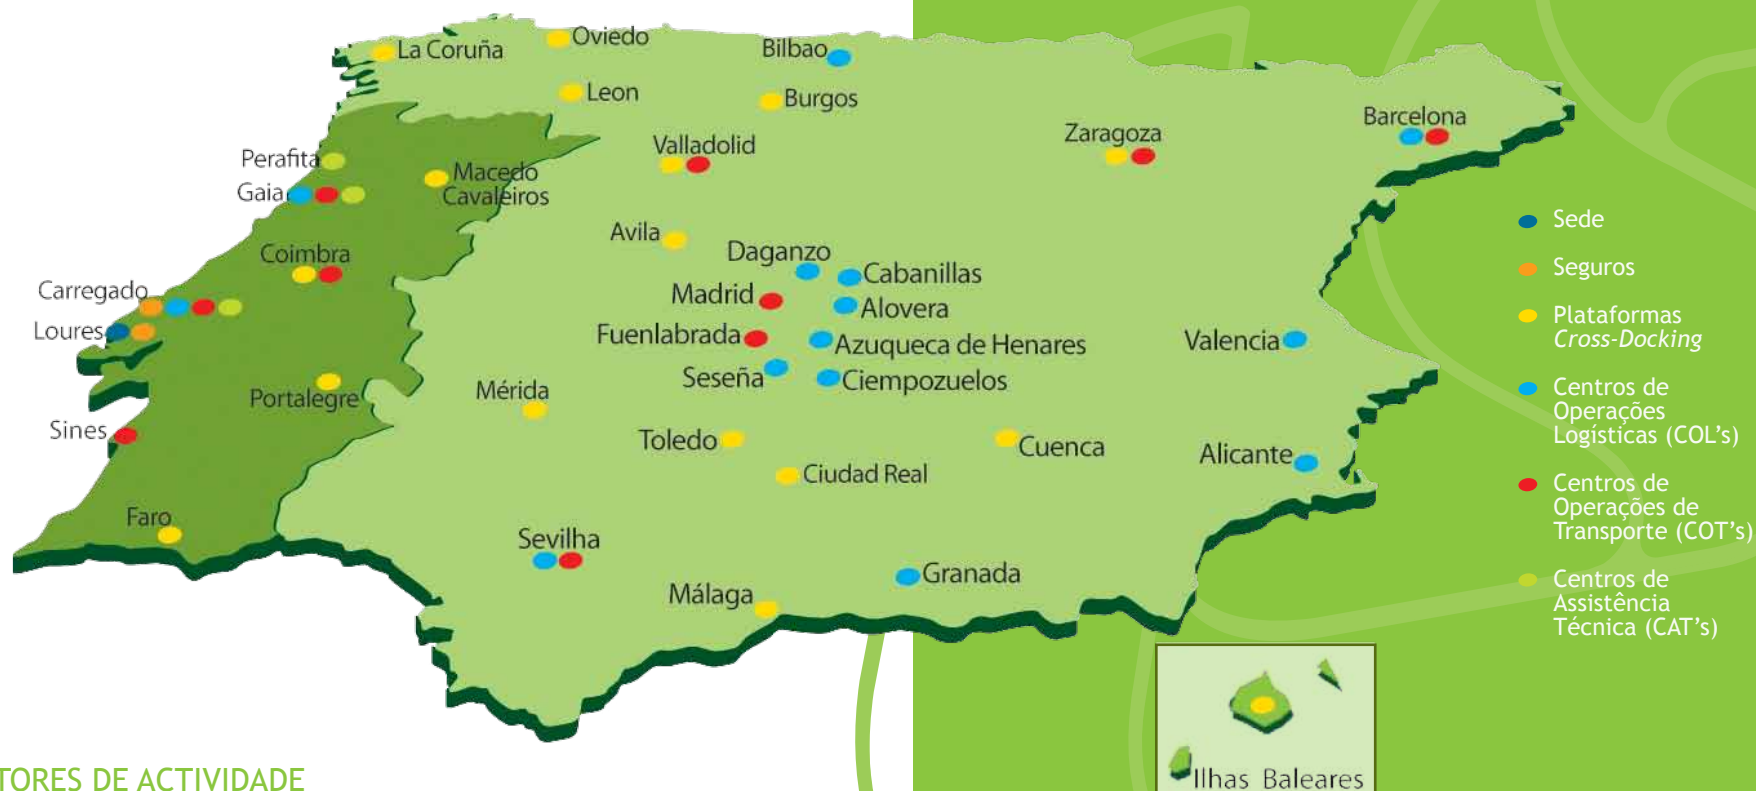 Oviedo
La Coruña
Bilbao
Leon
Burgos
Barcelona
Zaragoza
Valladolid
Perafita
Macedo
Cavaleiros
Gaia
Avila
Coimbra
Daganzo
Cabanillas
Carregado
Madrid
Alovera
Loures
Fuenlabrada
Azuqueca de Henares
Valencia
Seseña
Ciempozuelos
Portalegre
Mérida
Sines
Toledo
Cuenca
Alicante
Ciudad Real
Faro
Sevilha
Granada
Málaga
Sede
Seguros
Plataformas
Cross-Docking
Centros de
Operações
Logísticas (COL’s)
Centros de
Operações de
Transporte (COT’s)
Centros de
Assistência
Técnica (CAT’s)
Ilhas Baleares
TORES DE ACTIVIDADE